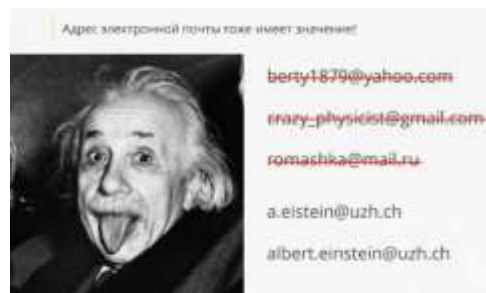 Адрес электронной почты тоже имеет значение!
berty1879@yahoo.com
crazy_physicist@gmail.com
romashka@mail.ru
a.eistein@uzh.ch
albert.einstein@uzh.ch